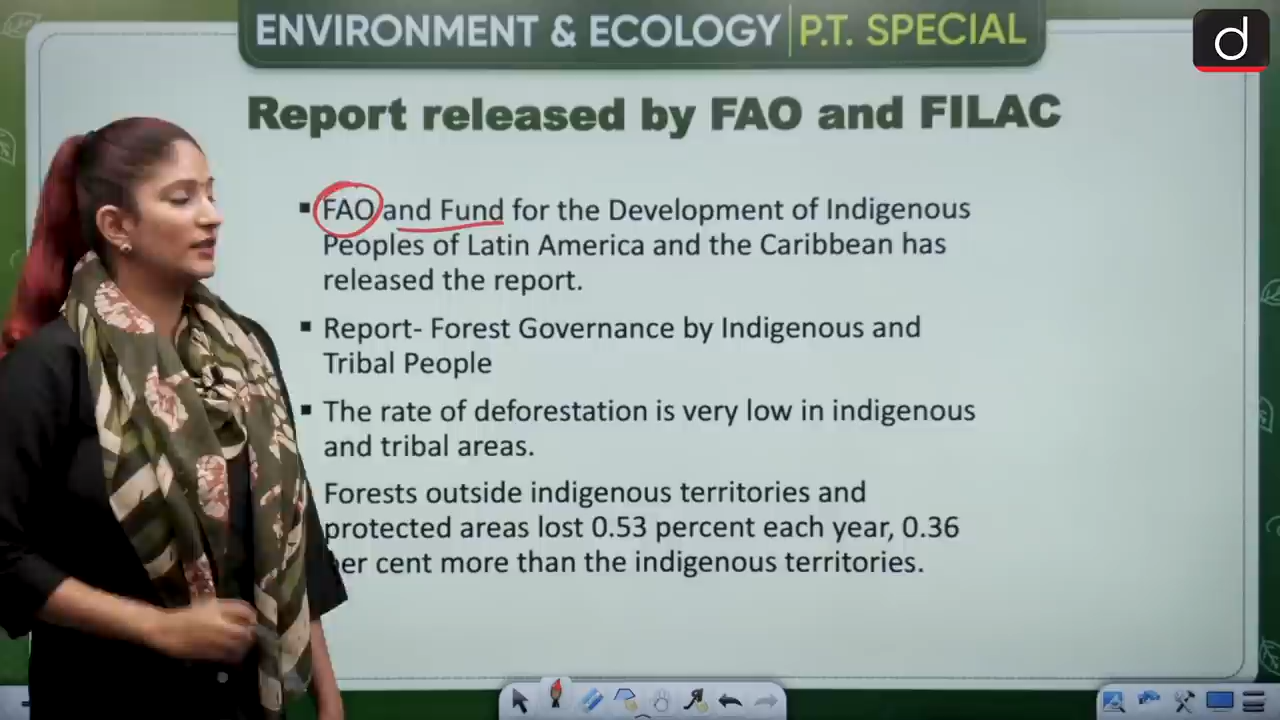 ENVIRONMENT & ECOLOGY P.T. SPECIAL
d
Report released by FAO and FILAC
▪ FAO and Fund for the Development of Indigenous
Peoples of Latin America and the Caribbean has
released the report.
▪ Report- Forest Governance by Indigenous and
Tribal People
▪ The rate of deforestation is very low in indigenous
and tribal areas.
Forests outside indigenous territories and
protected areas lost 0.53 percent each year, 0.36
per cent more than the indigenous territories.